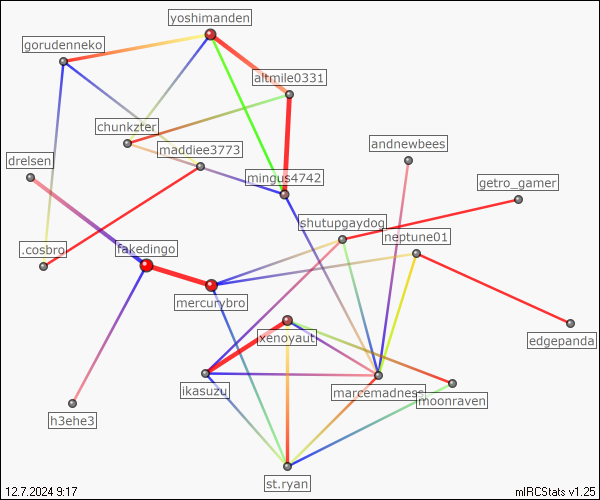 yoshimanden
gorudenneko
altmile0331
chunkzter
andnewbees
maddiee3773
drelsen
mingus4742
getro_gamer
shutupgaydog
neptune01
.cosbro
fakedingo
mercurybro
xenoyaut
edgepanda
ikasuzu
marcemadness
moonraven
h3ehe3
st.ryan
12.7.2024 9:17
mIRCStats v1.25